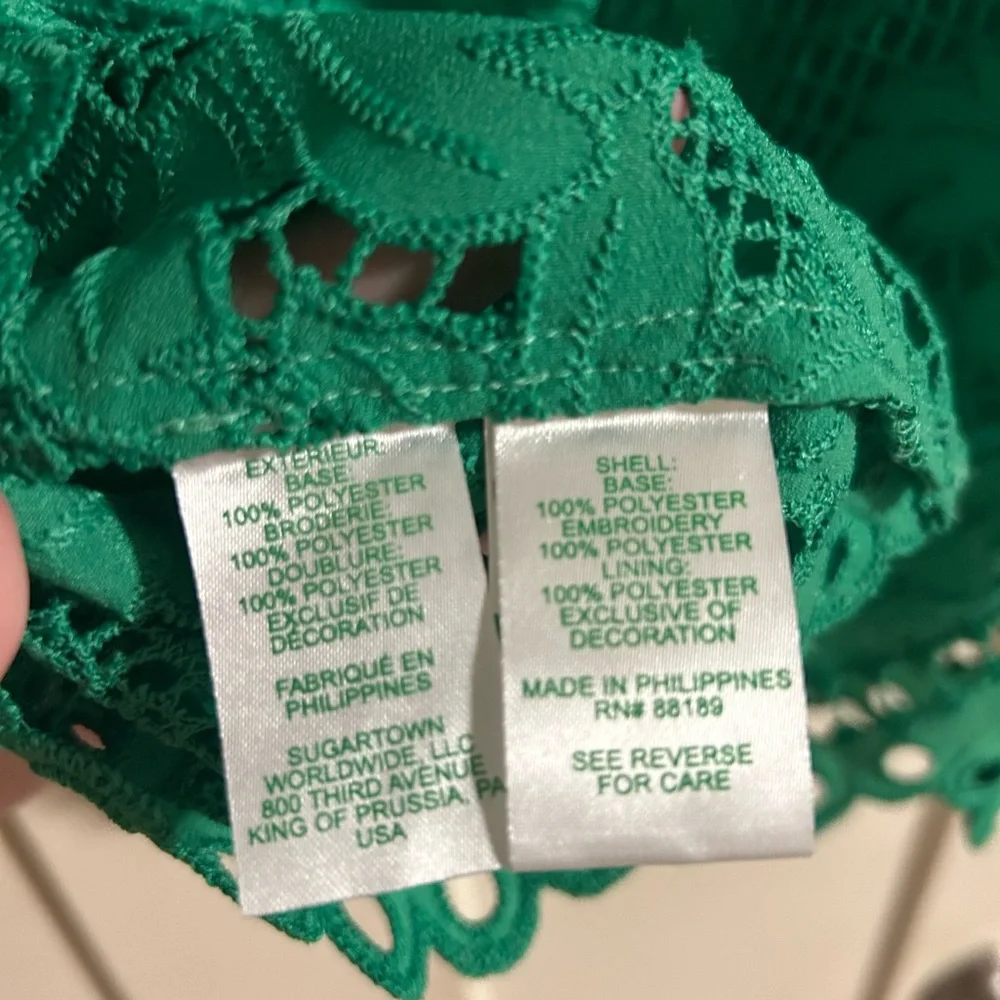 EXTÉRIEUR:
BASE:
100% POLYESTER
BRODERIE:
100% POLYESTER
DOUBLURE:
100% POLYESTER
EXCLUSIF DE
DÉCORATION
FABRIQUÉ EN
PHILIPPINES
SUGARTOWN
WORLDWIDE, LLC
800 THIRD AVENUE
KING OF PRUSSIA, PA
USA
SHELL:
BASE:
100% POLYESTER
EMBROIDERY
100% POLYESTER
LINING:
100% POLYESTER
EXCLUSIVE OF
DECORATION
MADE IN PHILIPPINES
RN# 88189
SEE REVERSE
FOR CARE